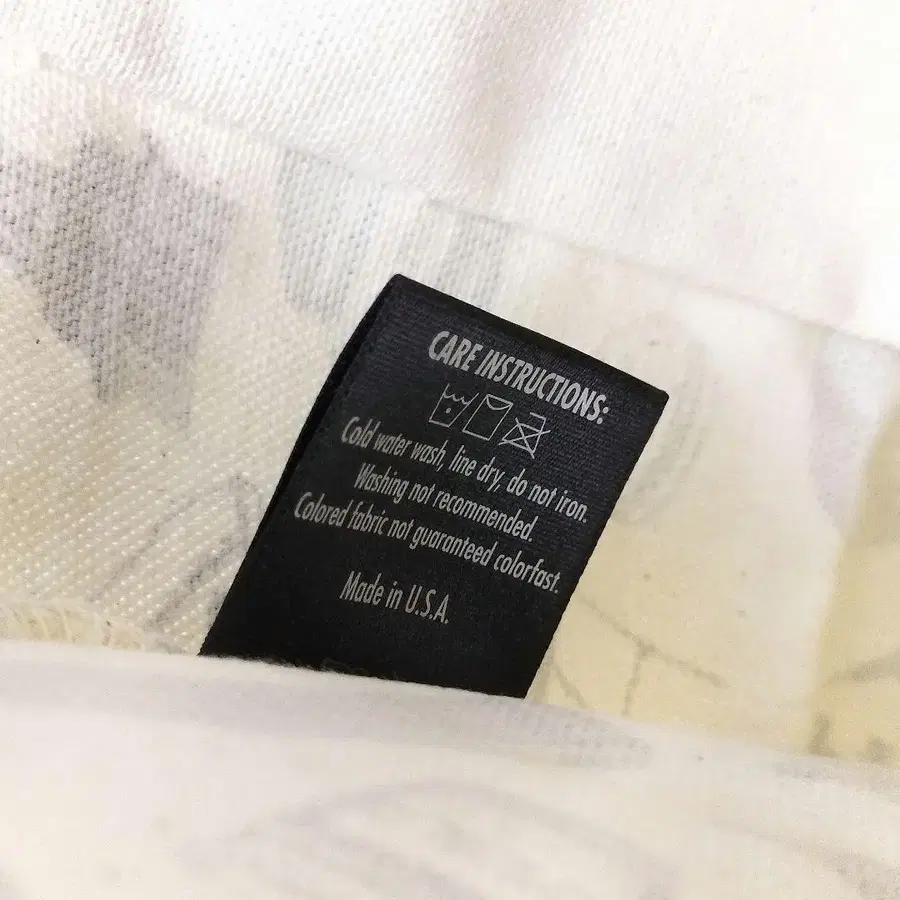 CARE INSTRUCTIONS:
Cold water wash, line dry, do not iron.
Washing not recommended.
Colored fabric not guaranteed colorfast.
Made in U.S.A.